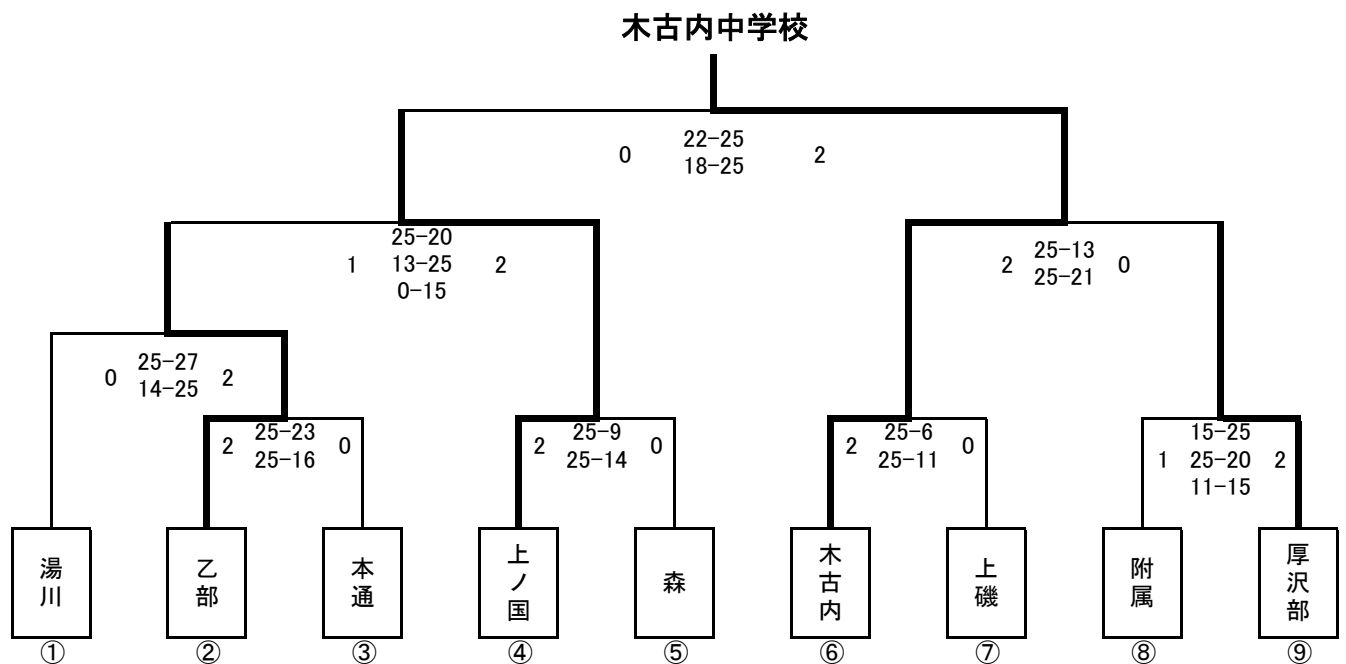 木古内中学校
0 22-25 2
18-25
1 25-20 2
13-25
0-15
2 25-13 0
25-21
0 25-27 2
14-25
2 25-23 0
25-16
2 25-9 0
25-14
2 25-6 0
25-11
1 15-25 2
25-20
11-15
湯川
乙部
本通
上ノ国
森
木古内
上磯
附属
厚沢部
① ② ③ ④ ⑤ ⑥ ⑦ ⑧ ⑨